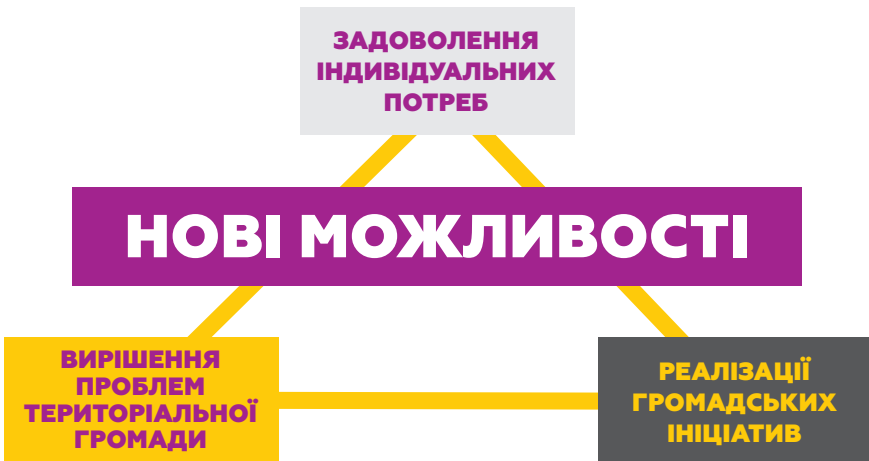 ЗАДОВОЛЕННЯ
ІНДИВІДУАЛЬНИХ
ПОТРЕБ
НОВІ МОЖЛИВОСТІ
ВИРІШЕННЯ
ПРОБЛЕМ
ТЕРИТОРІАЛЬНОЇ
ГРОМАДИ
РЕАЛІЗАЦІЇ
ГРОМАДСЬКИХ
ІНІЦІАТИВ